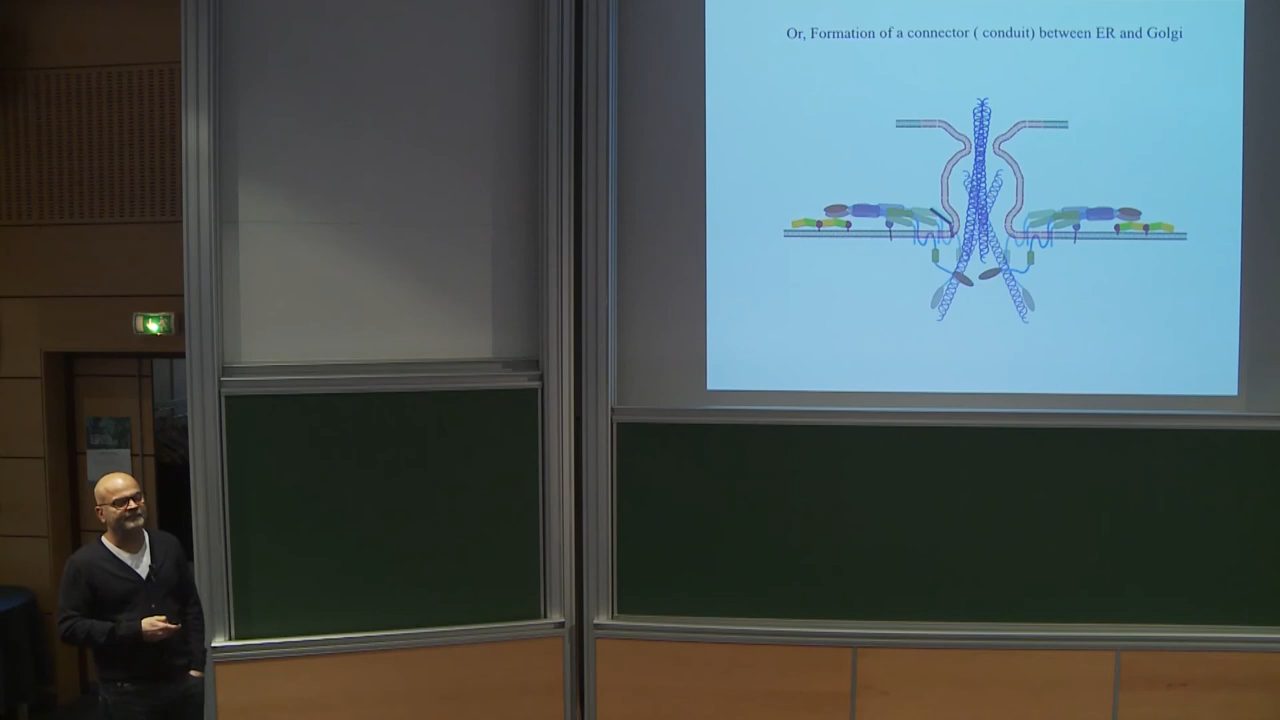 Or, Formation of a connector ( conduit) between ER and Golgi